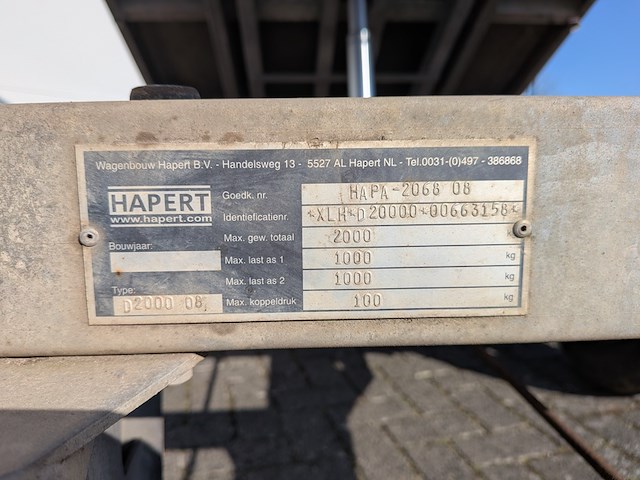 Wagenbouw Hapert B.V. - Handelsweg 13 - 5527 AL Hapert NL - Tel.0031-(0)497 - 386868
HAPERT
www.hapert.com
Goedk. nr. HAPA-2068 08
Identificatienr. *XLH*D20000*00663158*
Bouwjaar:
Max. gew. totaal 2000
Max. last as 1 1000 kg
Max. last as 2 1000 kg
Type:
D2000 08
Max. koppeldruk 100 kg